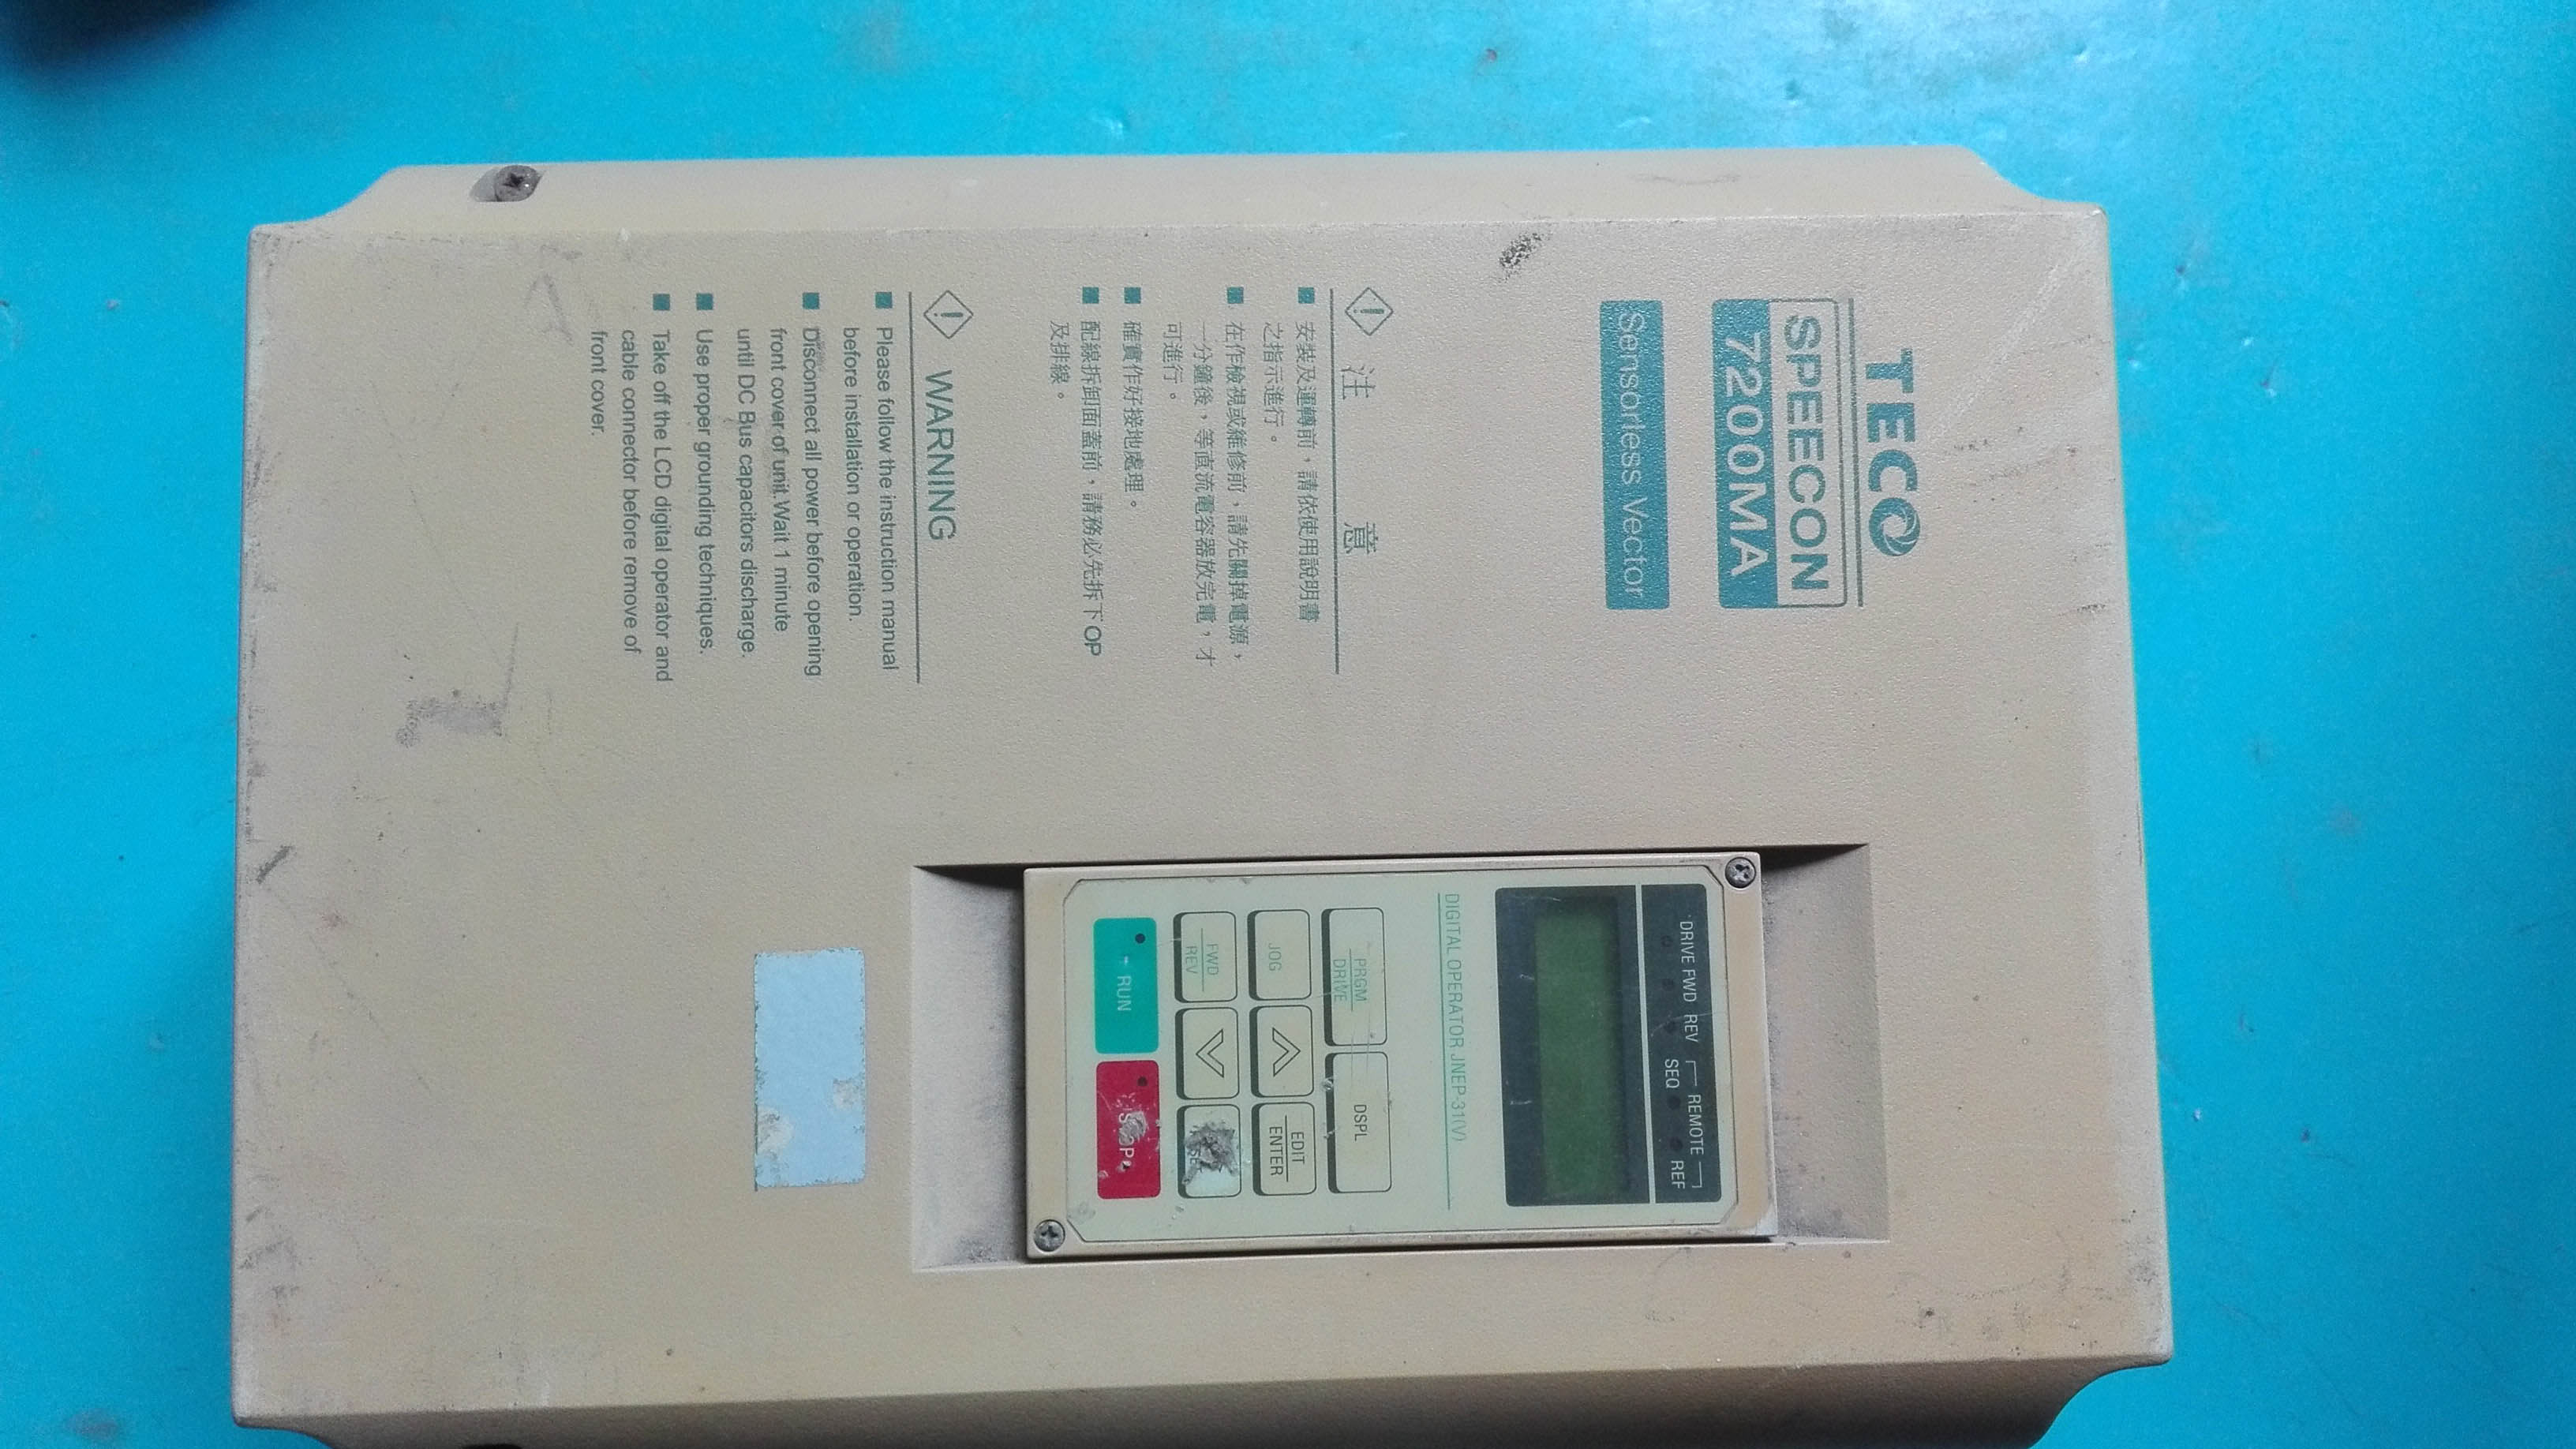 TECO
SPEECON
7200MA
Sensorless Vector
注 意
■ 安裝及運轉前，請依使用說明書
之指示進行。
■ 在作檢視或維修前，請先關掉電源，
一分鐘後，等直流電容器放完電，才
可進行。
■ 確實作好接地處理。
■ 配線拆卸面蓋前，請務必先拆下OP
及排線。
WARNING
■ Please follow the instruction manual
before installation or operation.
■ Disconnect all power before opening
front cover of unit. Wait 1 minute
until DC Bus capacitors discharge.
■ Use proper grounding techniques.
■ Take off the LCD digital operator and
cable connector before remove of
front cover.
DRIVE FWD REV REMOTE
SEQ REF
DIGITAL OPERATOR JNEP-31(V)
PRGM
DRIVE
DSPL
JOG
EDIT
ENTER
FWD
REV
RUN